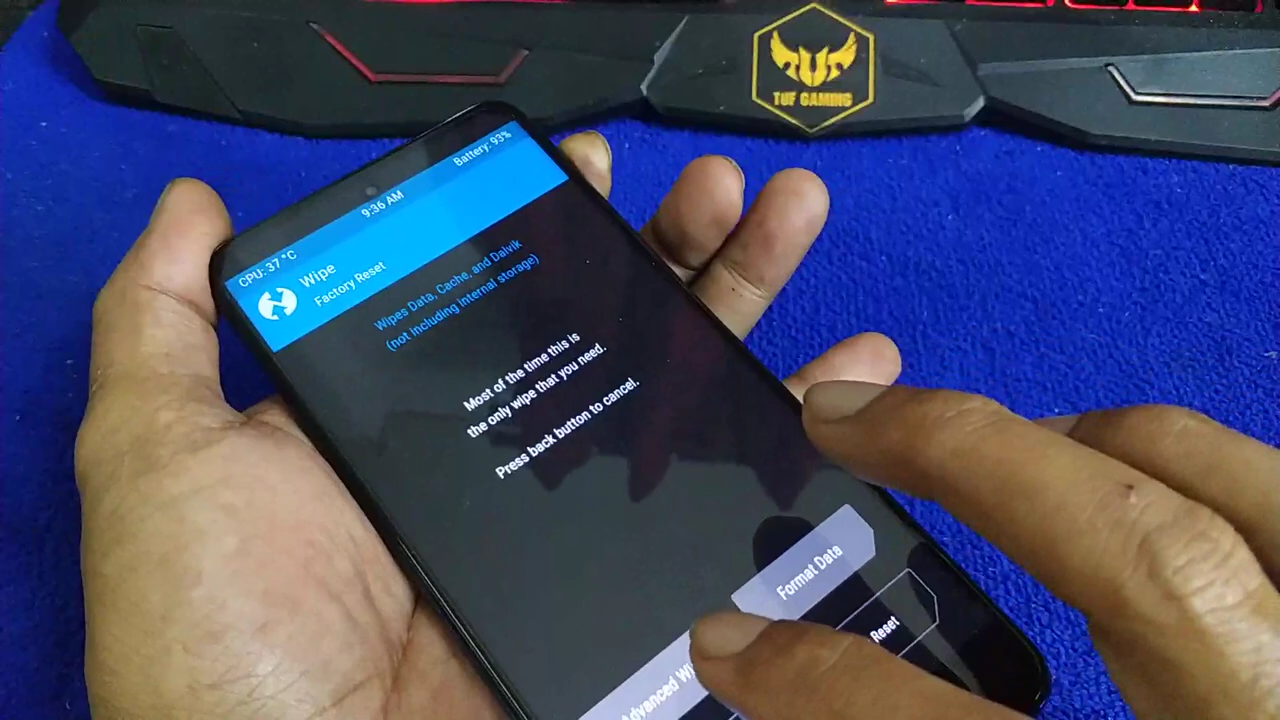 TUF
TUF GAMING
CPU: 37 °C
9:36 AM
Battery: 93%
Wipe
Factory Reset
Wipes Data, Cache, and Dalvik
(not including internal storage)
Most of the time this is
the only wipe that you need.
Press back button to cancel.
Format Data
Advanced
Reset